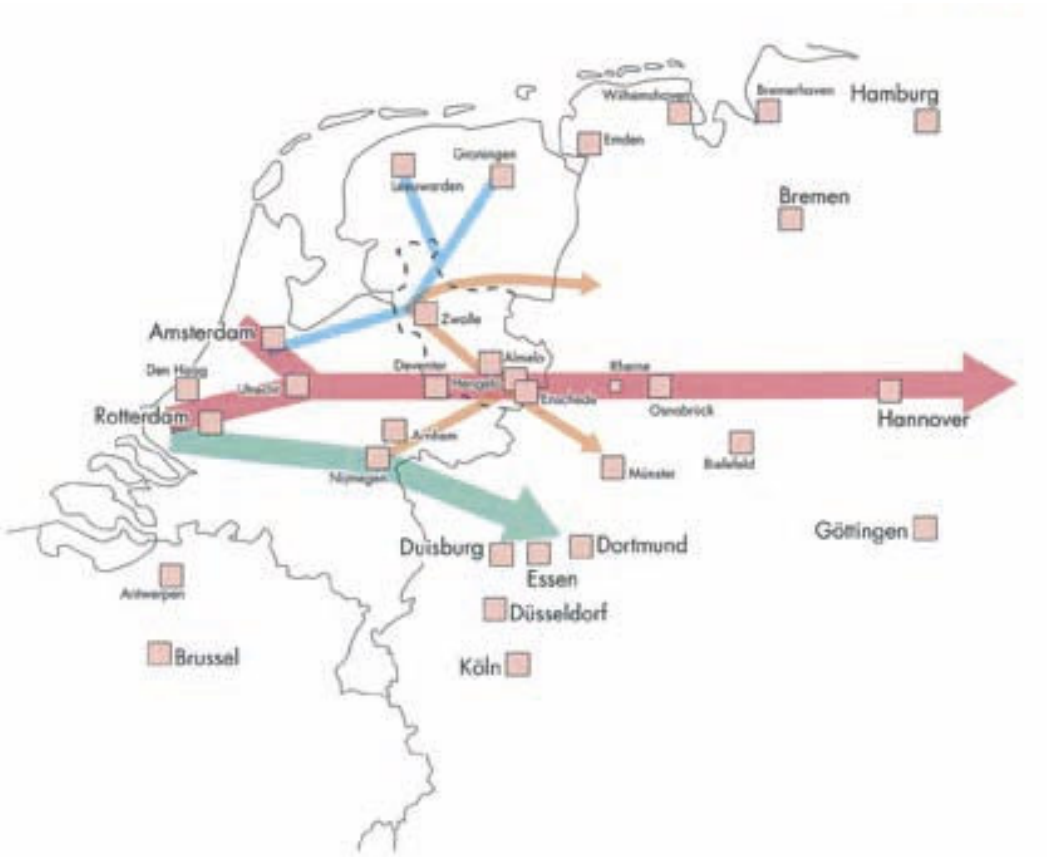 Wilhelmshaven
Bremerhaven
Hamburg
Emden
Groningen
Leeuwarden
Bremen
Zwolle
Amsterdam
Almelo
Den Haag
Deventer
Rheine
Utrecht
Hengelo
Enschede
Osnabrück
Rotterdam
Hannover
Arnhem
Bielefeld
Nijmegen
Münster
Göttingen
Duisburg
Dortmund
Essen
Antwerpen
Düsseldorf
Brussel
Köln